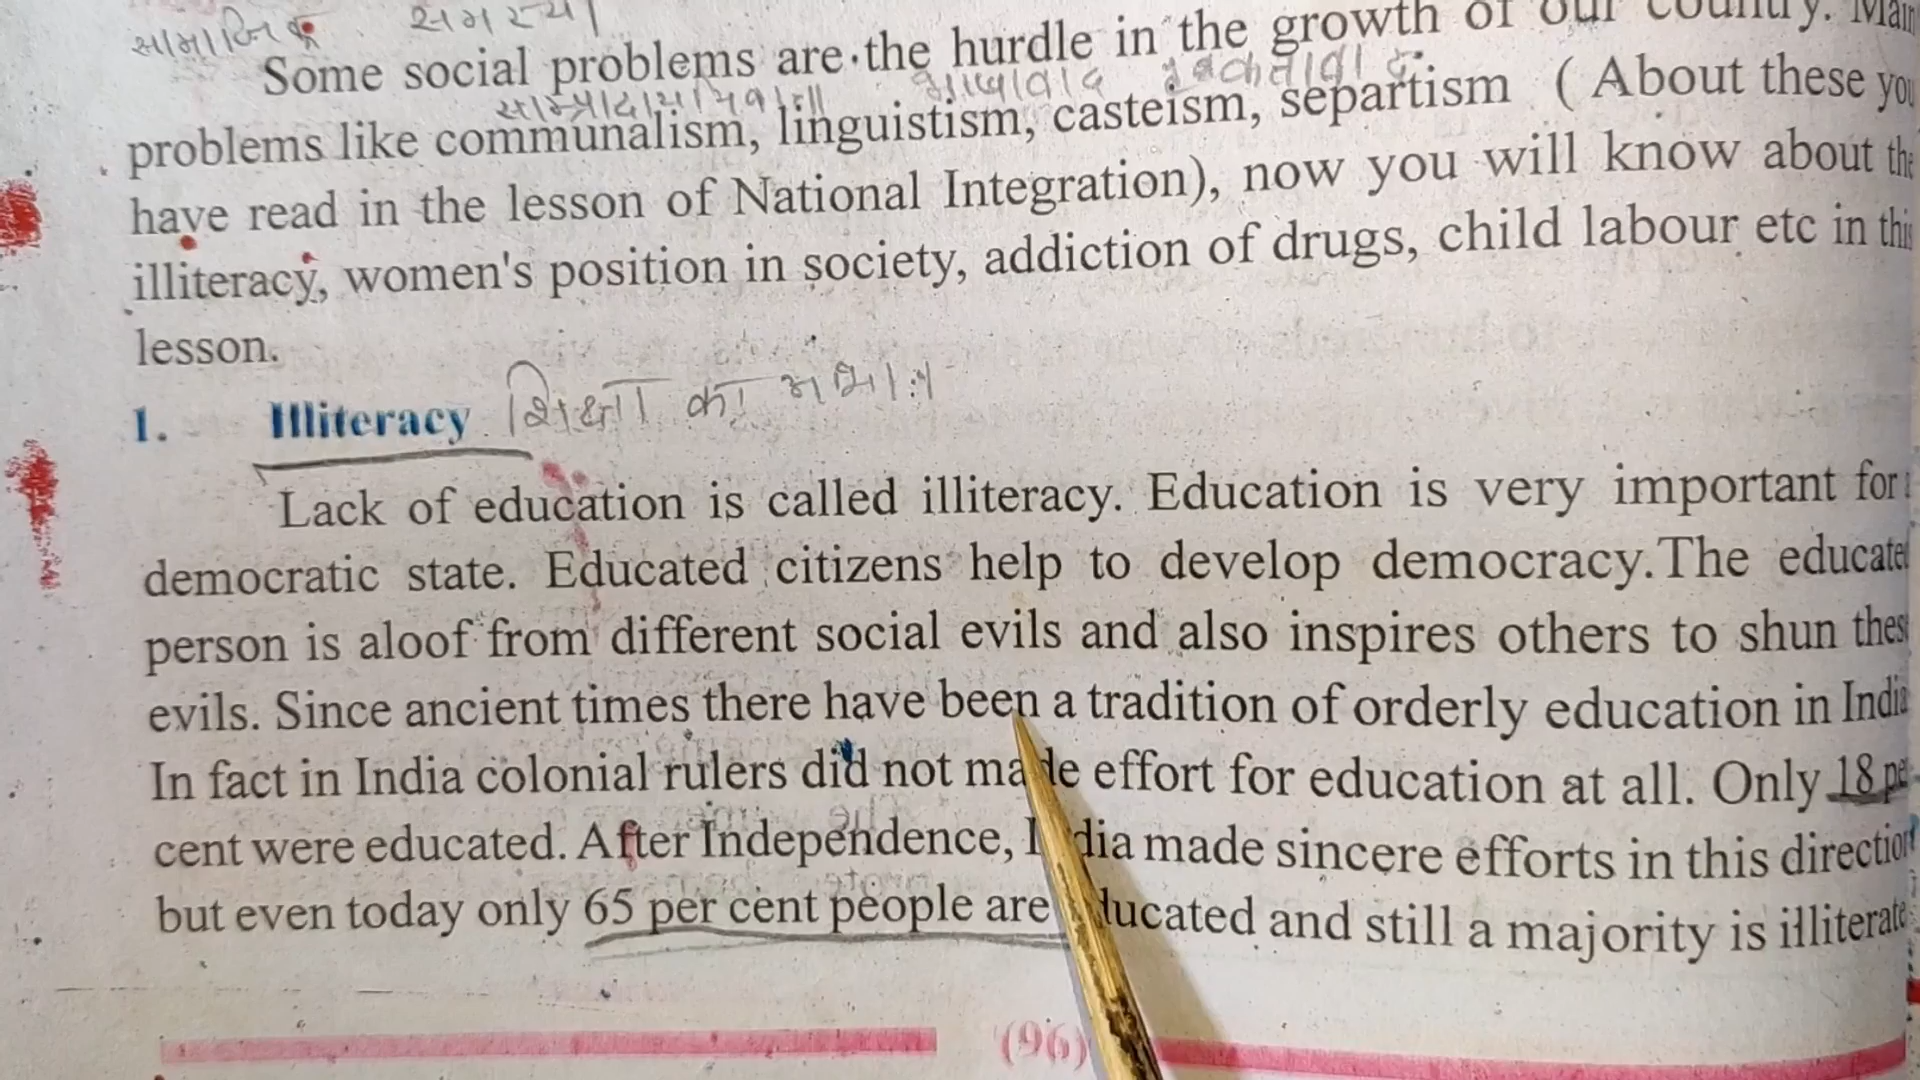 सामाजिक समस्या
Some social problems are the hurdle in the growth of our country. Main
problems like communalism, linguistism, casteism, separtism ( About these you
have read in the lesson of National Integration), now you will know about the
illiteracy, women's position in society, addiction of drugs, child labour etc in this
lesson.
1. Illiteracy शिक्षा का
Lack of education is called illiteracy. Education is very important for
democratic state. Educated citizens help to develop democracy.The educate
person is aloof from different social evils and also inspires others to shun thes
evils. Since ancient times there have been a tradition of orderly education in India
In fact in India colonial rulers did not made effort for education at all. Only 18 pe
cent were educated. After Independence, India made sincere efforts in this direction
but even today only 65 per cent people are educated and still a majority is illiterate
(96)